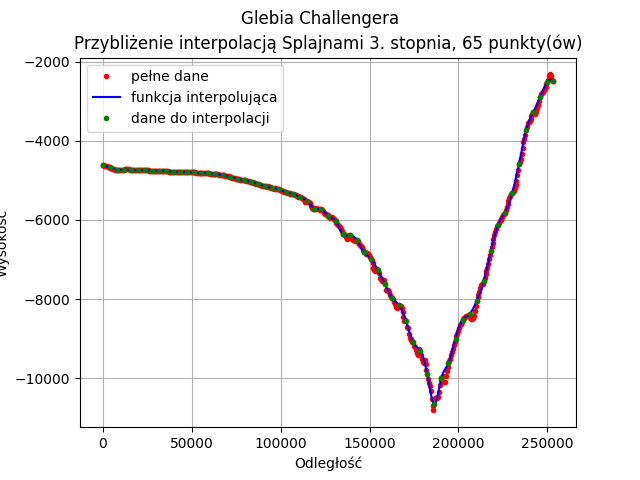 Glebia Challengera
Przybliżenie interpolacją Splajnami 3. stopnia, 65 punkty(ów)
−2000
−4000
−6000
−8000
−10000
Wysokość
pełne dane
funkcja interpolująca
dane do interpolacji
0 50000 100000 150000 200000 250000
Odległość